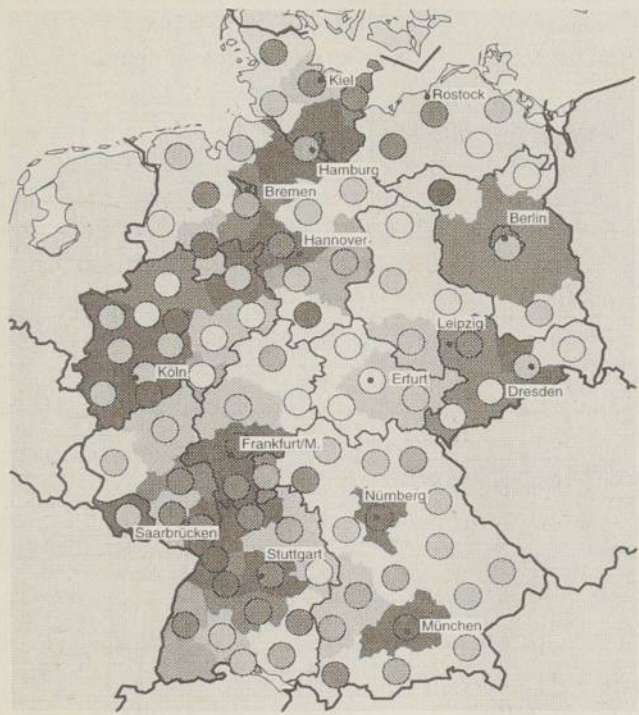 Kiel
Rostock
Hamburg
Bremen
Berlin
Hannover
Leipzig
Köln
Erfurt
Dresden
Frankfurt/M.
Nürnberg
Saarbrücken
Stuttgart
München